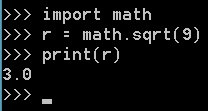 >>> import math
>>> r = math.sqrt(9)
>>> print(r)
3.0
>>> _